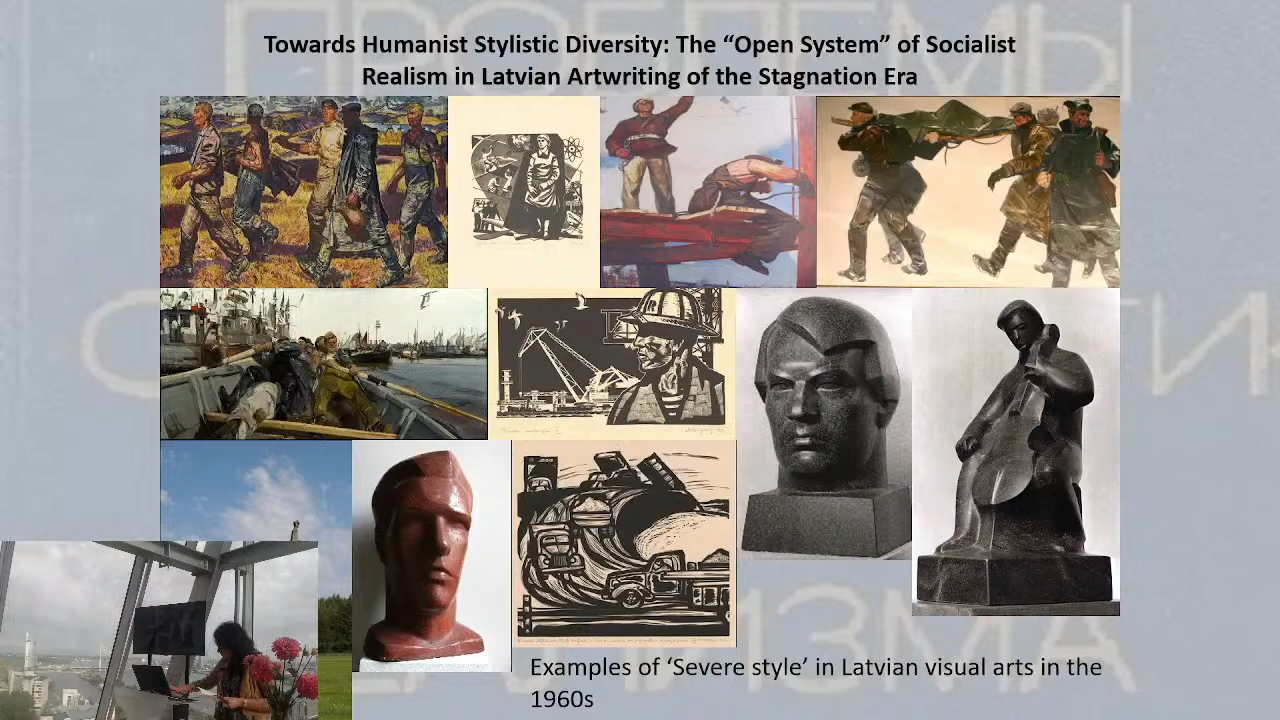 ПРОБЛЕМЫ
Towards Humanist Stylistic Diversity: The “Open System” of Socialist
Realism in Latvian Artwriting of the Stagnation Era
Examples of ‘Severe style’ in Latvian visual arts in the
1960s